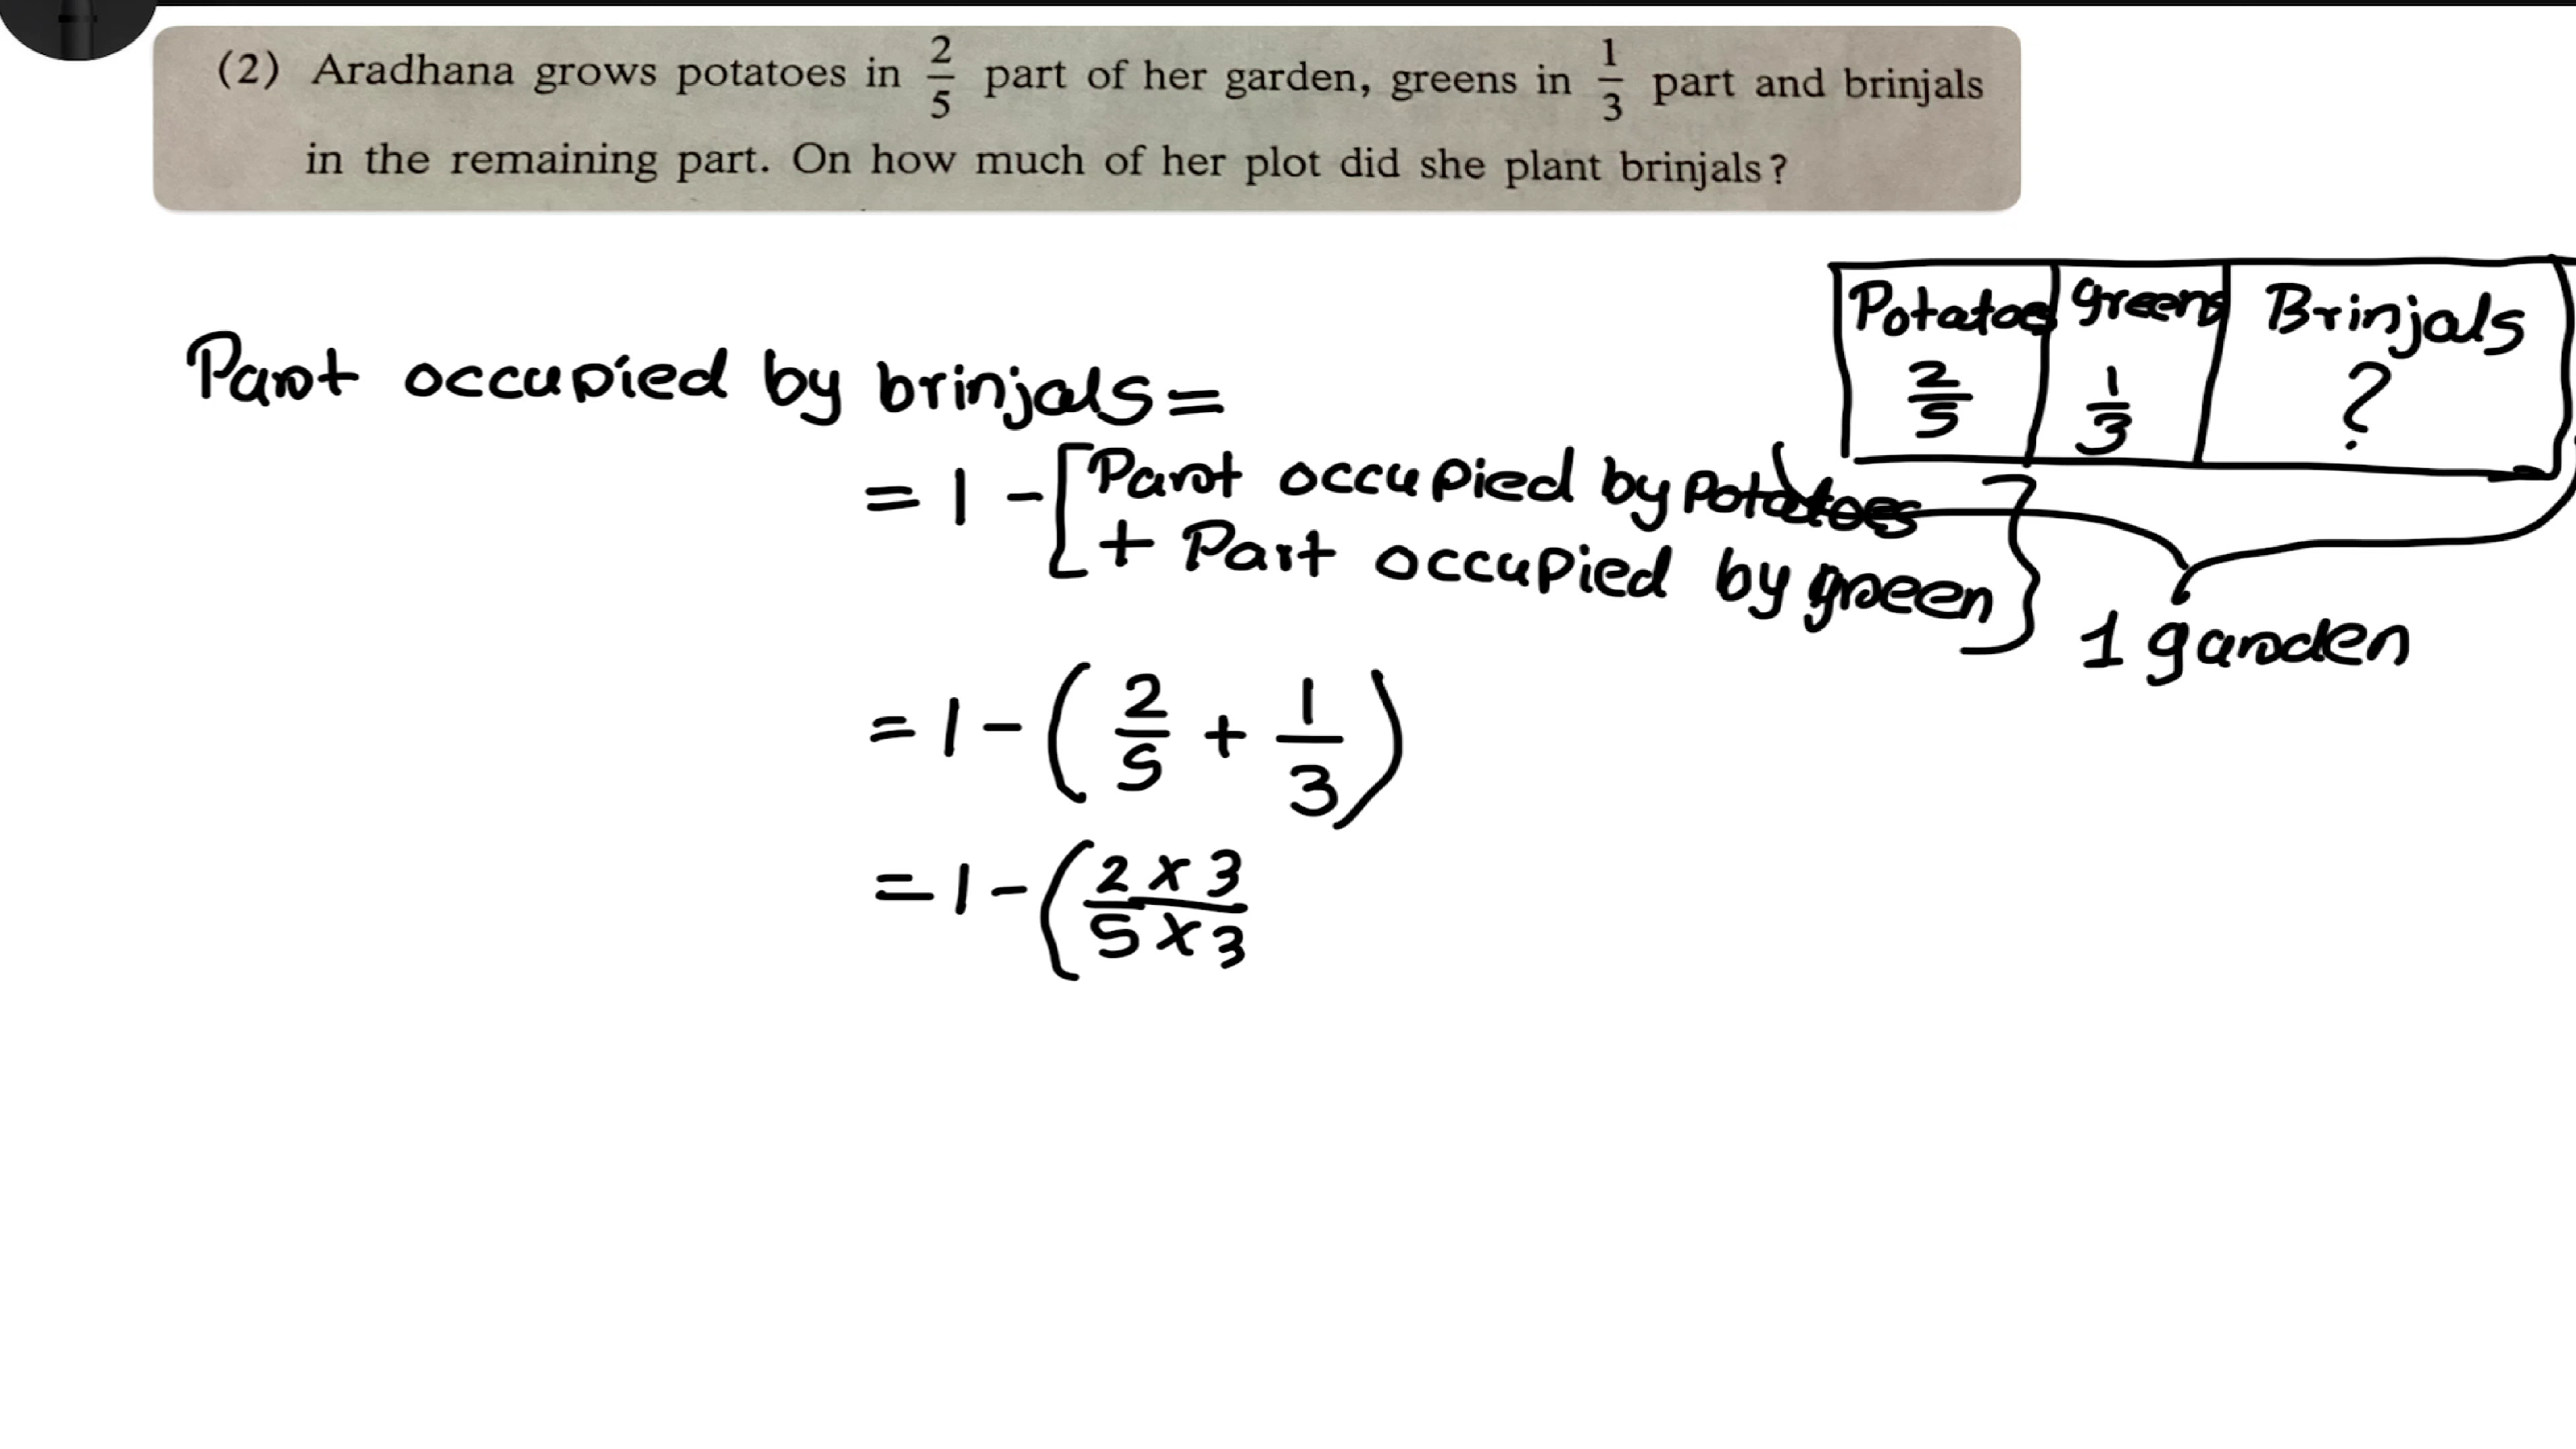 (2) Aradhana grows potatoes in 2/5 part of her garden, greens in 1/3 part and brinjals
in the remaining part. On how much of her plot did she plant brinjals?
Potatoes greens Brinjals
2/5 1/3 ?
Part occupied by brinjals =
= 1 - [Part occupied by Potatoes
+ Part occupied by green]
1 garden
= 1 - (2/5 + 1/3)
= 1 - (2 x 3 / 5 x 3